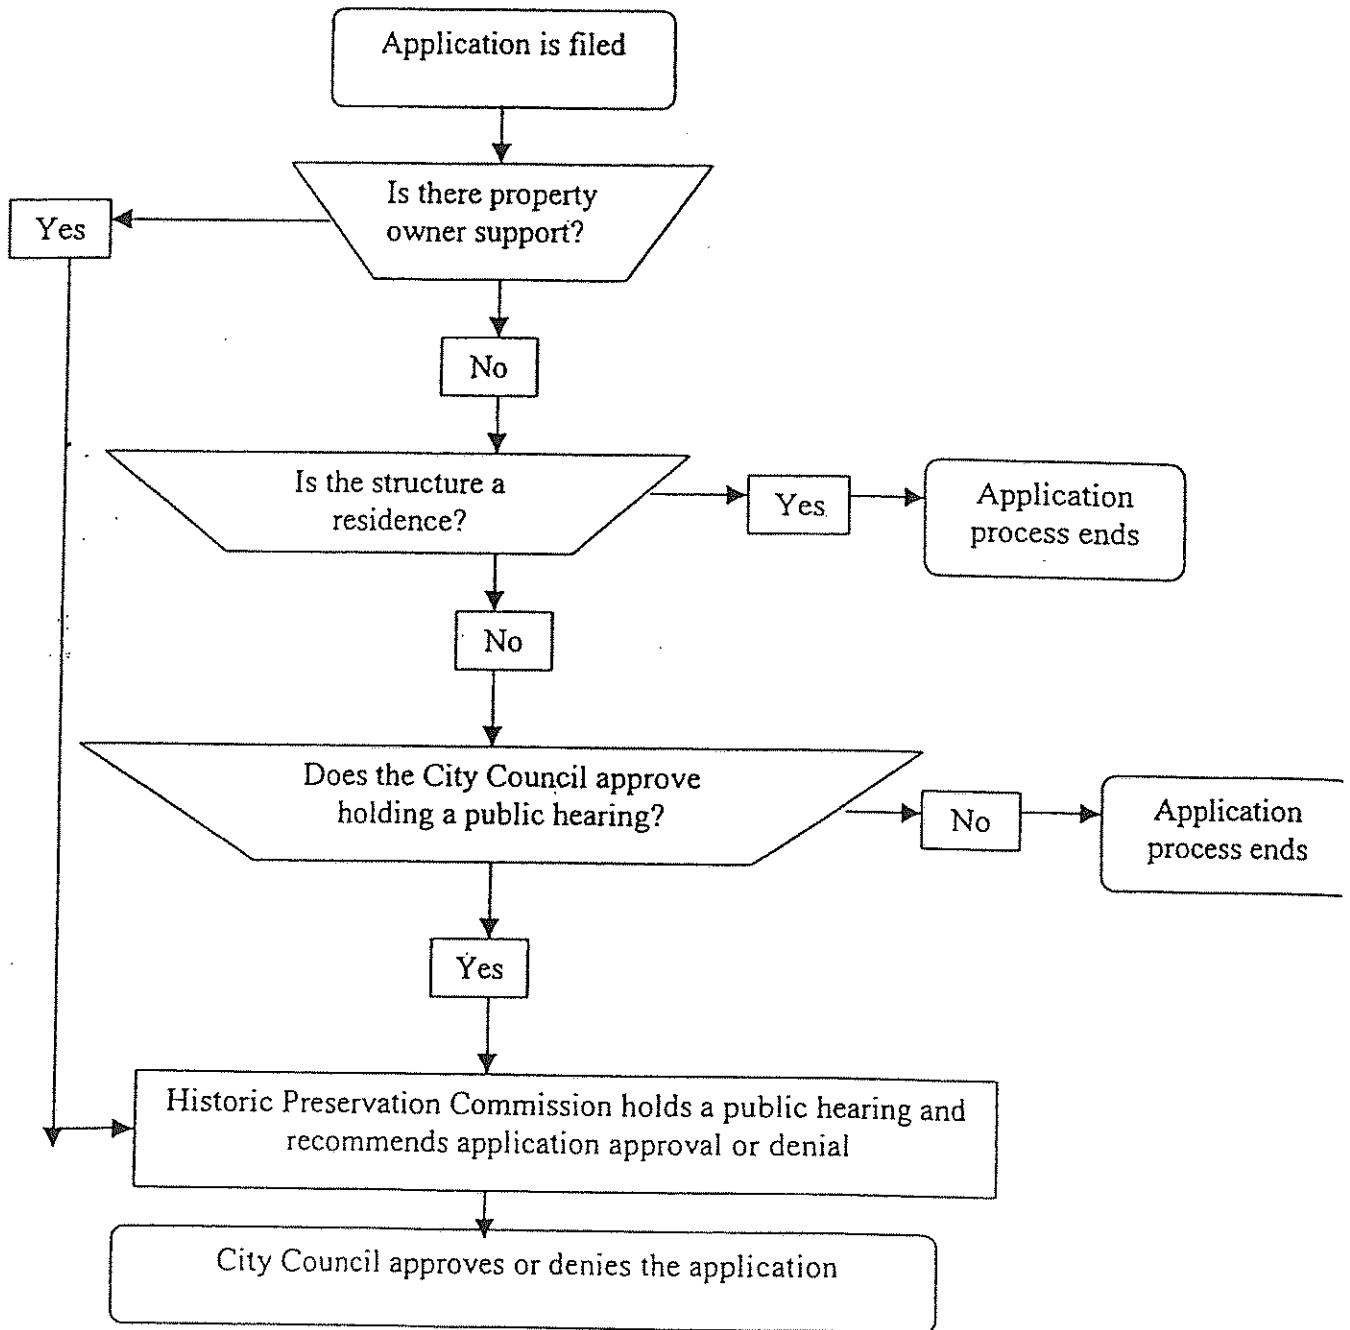 Application is filed
Is there property
owner support?
Yes
No
Is the structure a
residence?
Yes
Application
process ends
No
Does the City Council approve
holding a public hearing?
No
Application
process ends
Yes
Historic Preservation Commission holds a public hearing and
recommends application approval or denial
City Council approves or denies the application